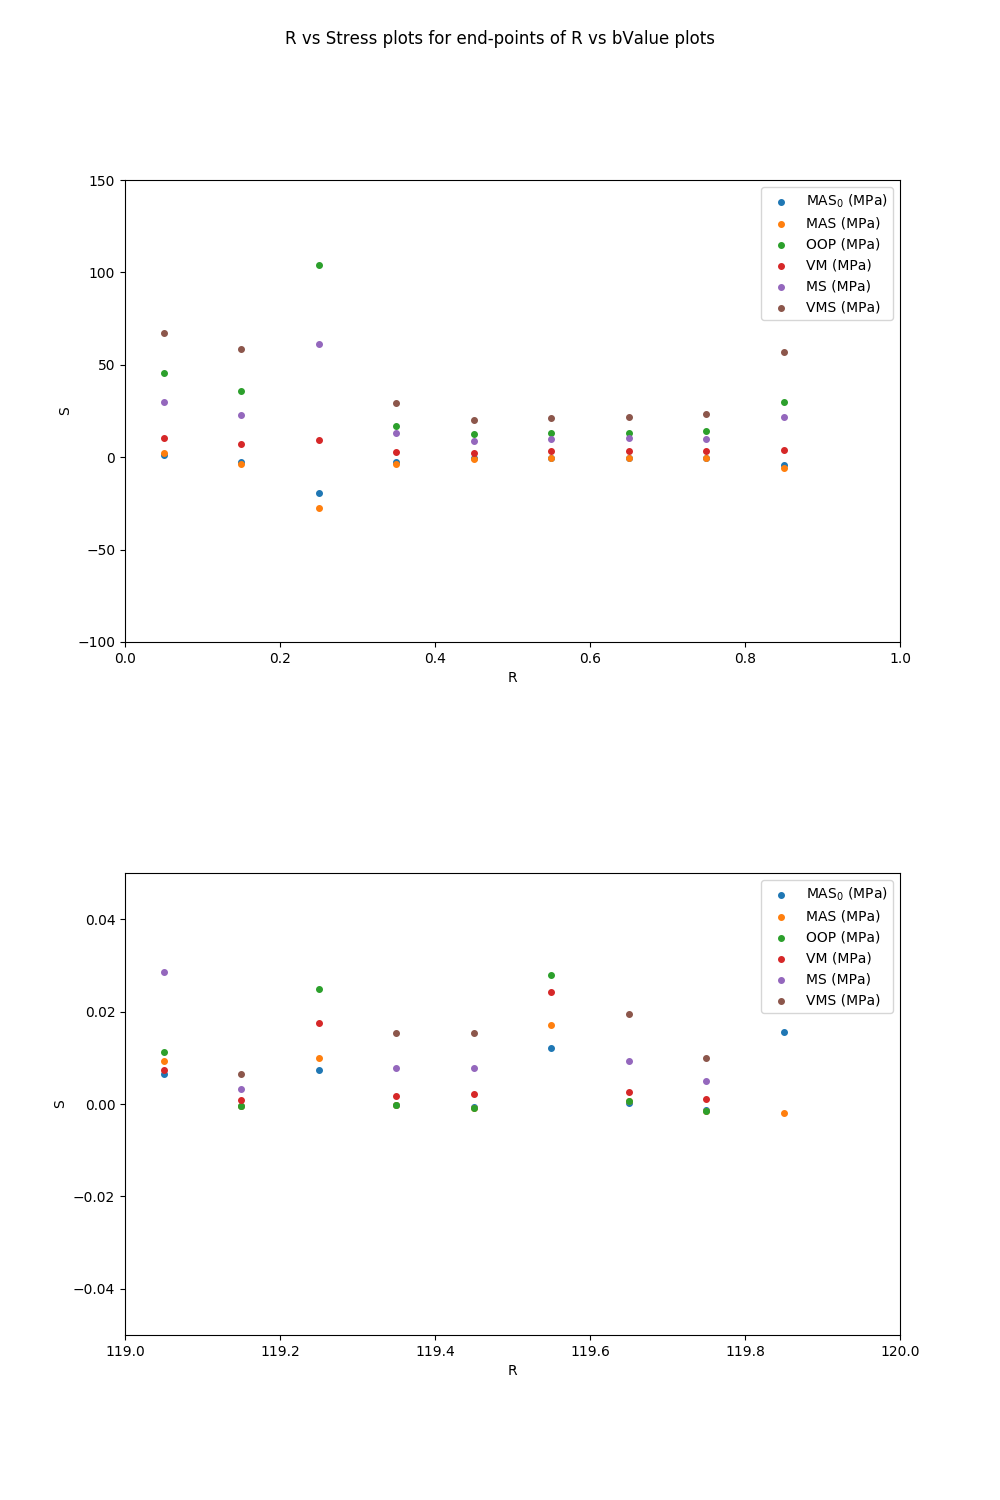 R vs Stress plots for end-points of R vs bValue plots
150
100
50
0
−50
−100
S
0.0 0.2 0.4 0.6 0.8 1.0
R
MAS₀ (MPa)
MAS (MPa)
OOP (MPa)
VM (MPa)
MS (MPa)
VMS (MPa)
0.04
0.02
0.00
−0.02
−0.04
S
119.0 119.2 119.4 119.6 119.8 120.0
R
MAS₀ (MPa)
MAS (MPa)
OOP (MPa)
VM (MPa)
MS (MPa)
VMS (MPa)